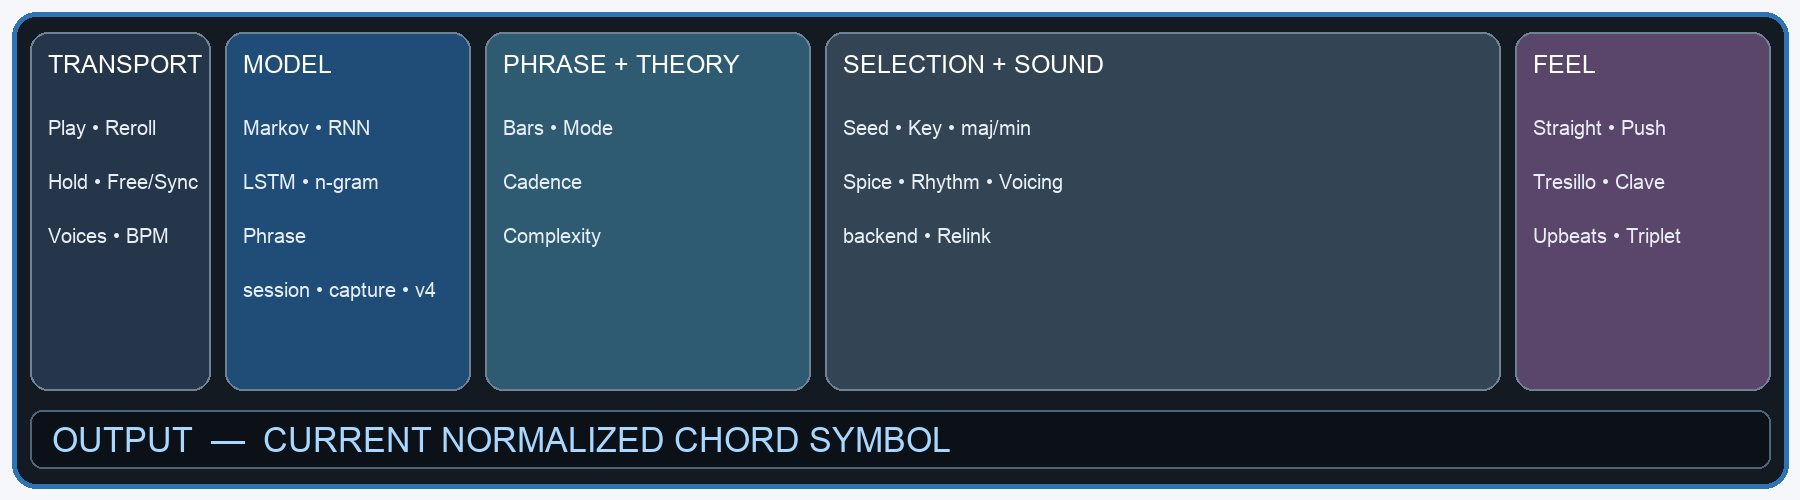 TRANSPORT
Play • Reroll
Hold • Free/Sync
Voices • BPM
MODEL
Markov • RNN
LSTM • n-gram
Phrase
session • capture • v4
PHRASE + THEORY
Bars • Mode
Cadence
Complexity
SELECTION + SOUND
Seed • Key • maj/min
Spice • Rhythm • Voicing
backend • Relink
FEEL
Straight • Push
Tresillo • Clave
Upbeats • Triplet
OUTPUT — CURRENT NORMALIZED CHORD SYMBOL